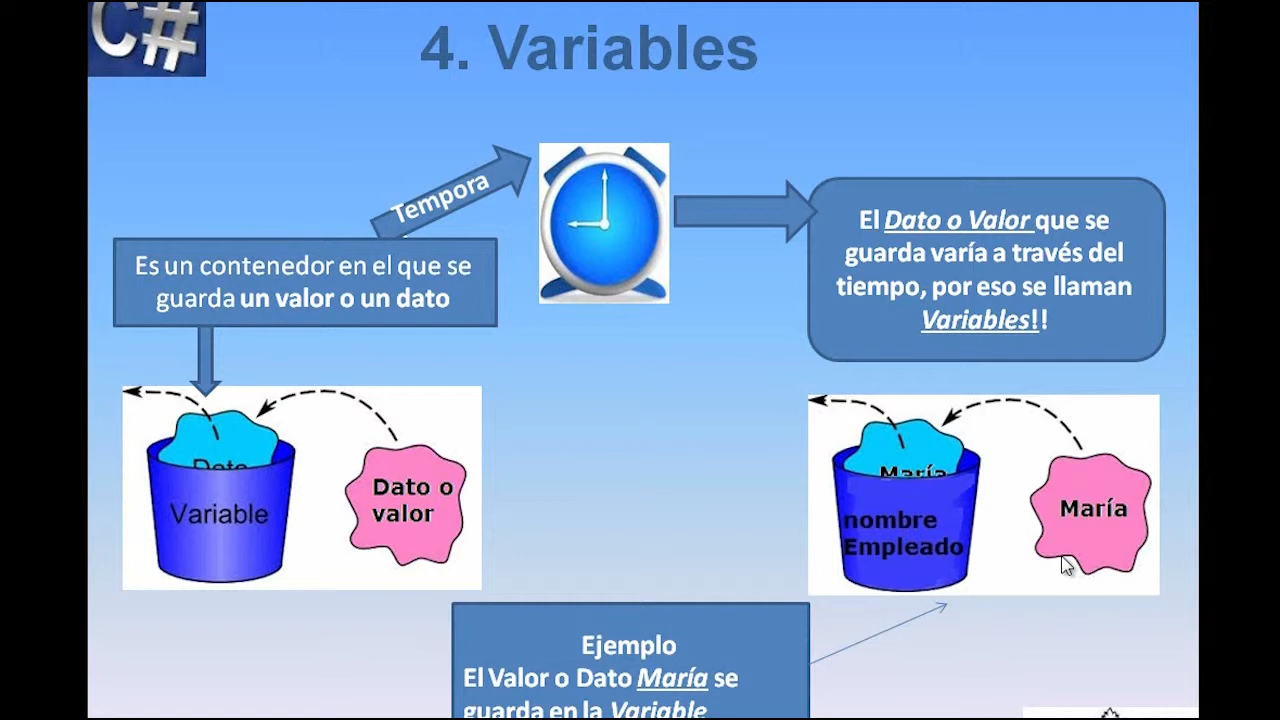 C#
4. Variables
Tempora
Es un contenedor en el que se
guarda un valor o un dato
El Dato o Valor que se
guarda varía a través del
tiempo, por eso se llaman
Variables!!
Dato
Variable
Dato o
valor
María
nombre
Empleado
María
Ejemplo
El Valor o Dato María se
guarda en la Variable